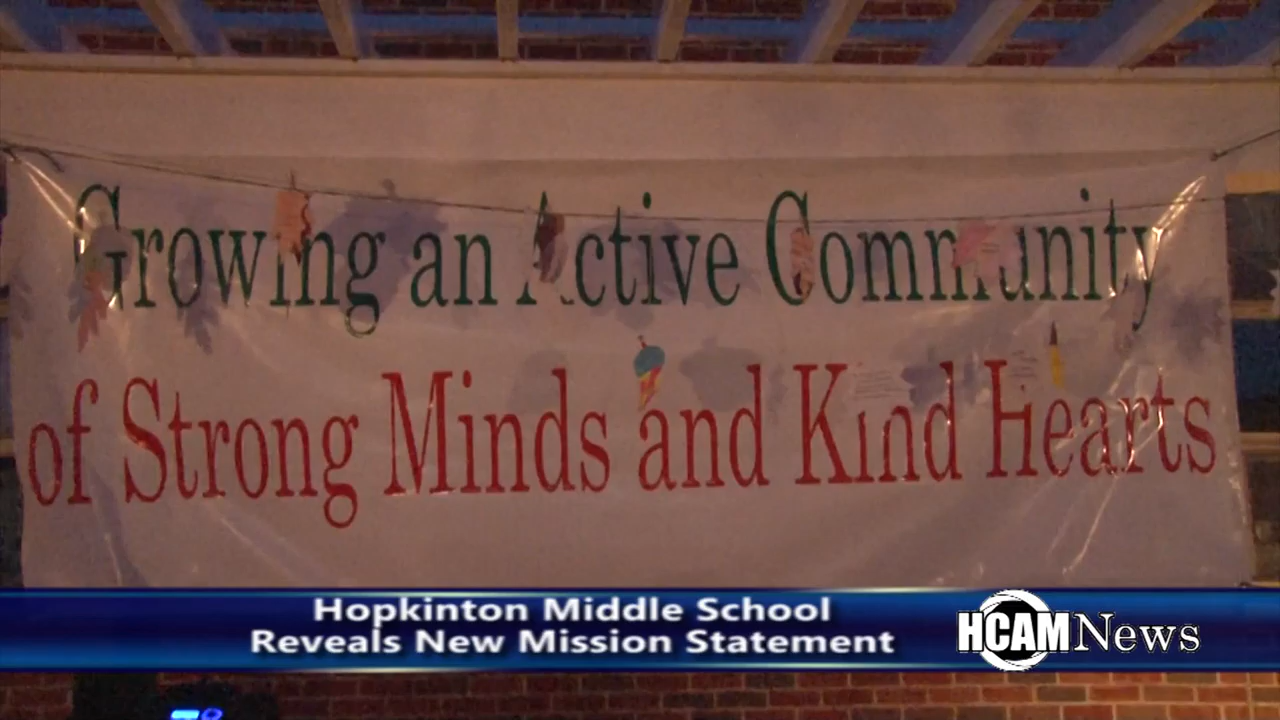 Growing an Active Community
of Strong Minds and Kind Hearts
Hopkinton Middle School
Reveals New Mission Statement
HCAM News